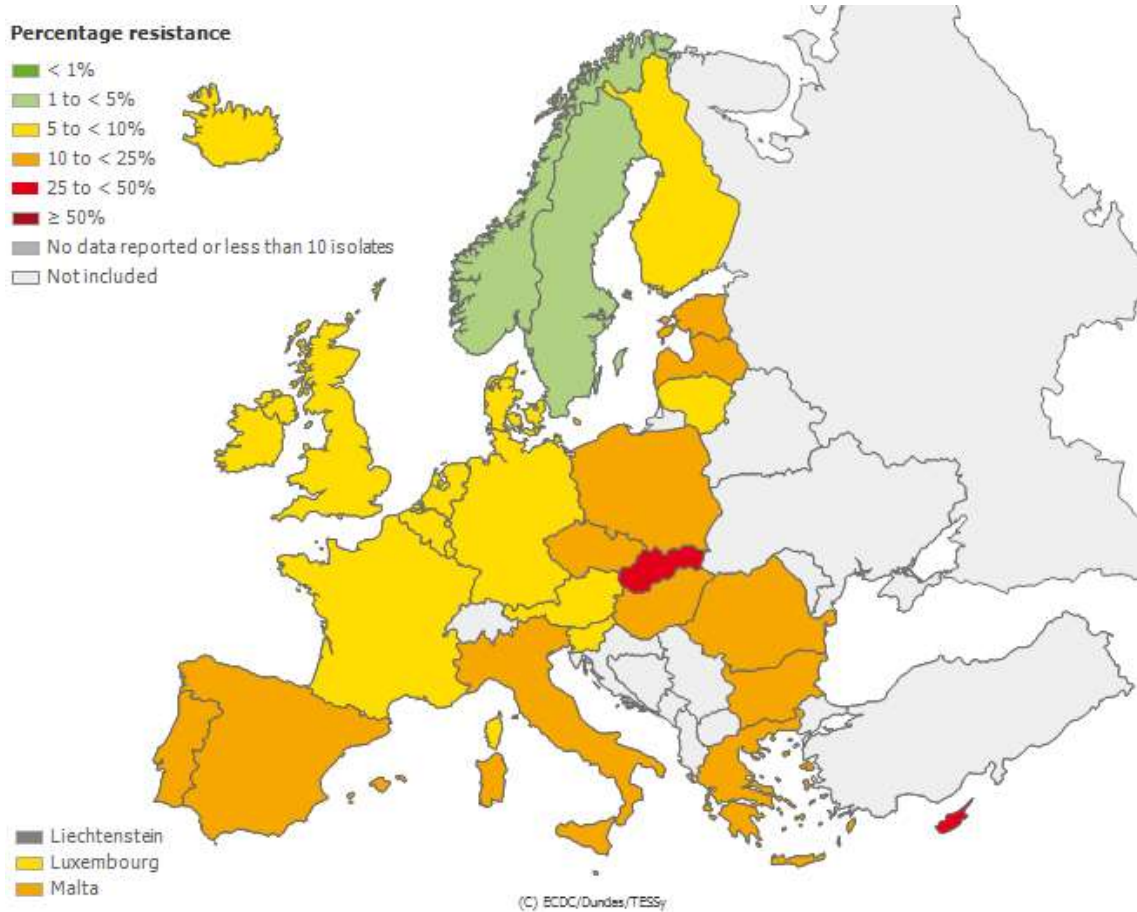 Percentage resistance
< 1%
1 to < 5%
5 to < 10%
10 to < 25%
25 to < 50%
≥ 50%
No data reported or less than 10 isolates
Not included
Liechtenstein
Luxembourg
Malta
(C) ECDC/Dundas/TESSy